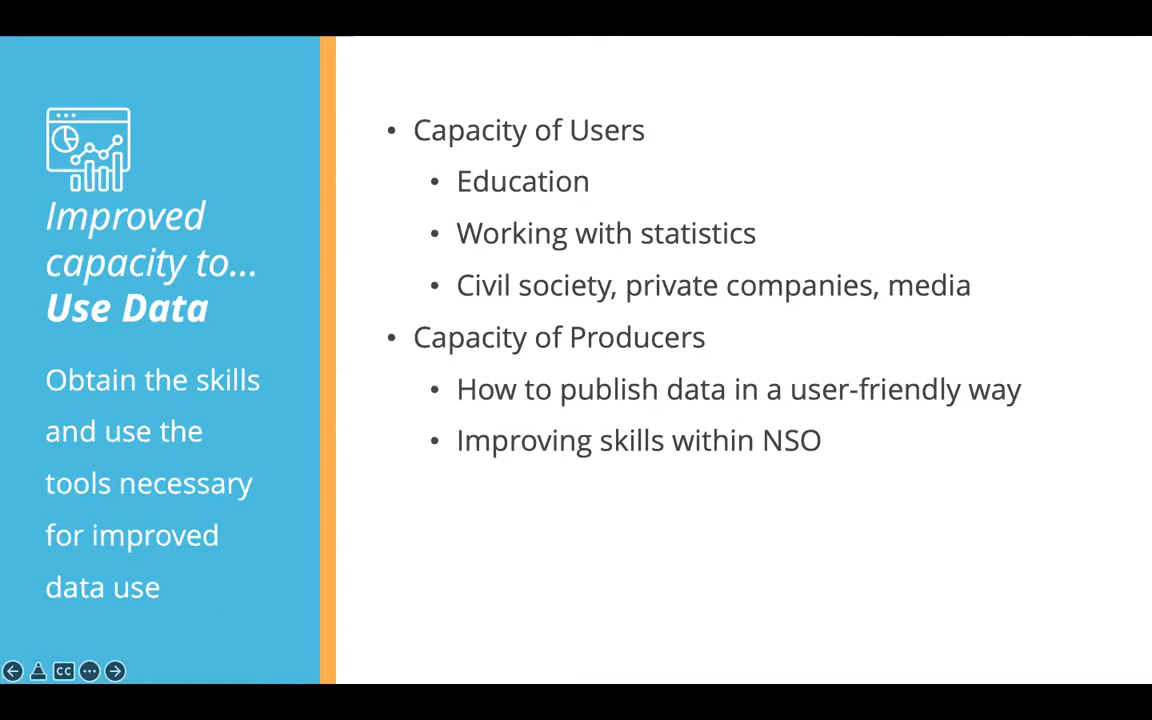 Improved
capacity to...
Use Data
Obtain the skills
and use the
tools necessary
for improved
data use
• Capacity of Users
• Education
• Working with statistics
• Civil society, private companies, media
• Capacity of Producers
• How to publish data in a user-friendly way
• Improving skills within NSO
CC